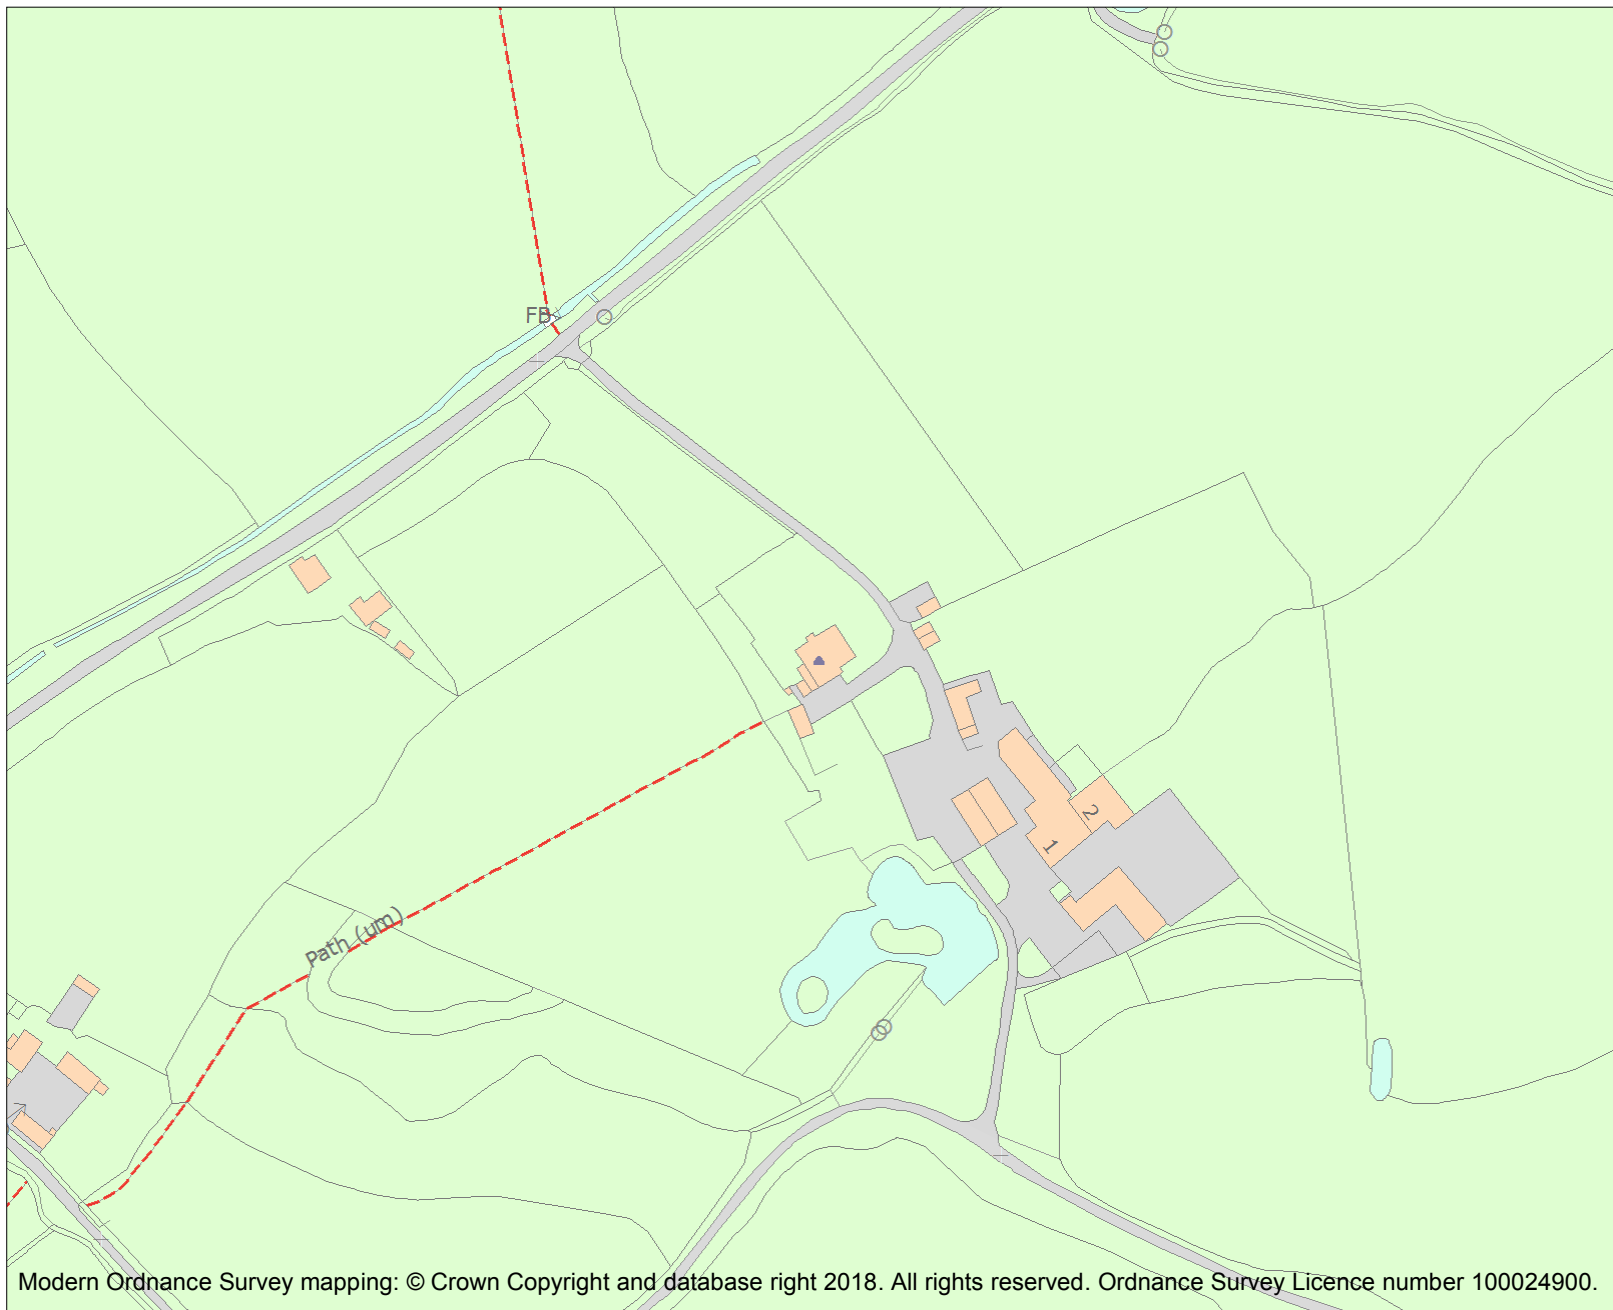 FB
2
1
Path (um)
Modern Ordnance Survey mapping: © Crown Copyright and database right 2018. All rights reserved. Ordnance Survey Licence number 100024900.